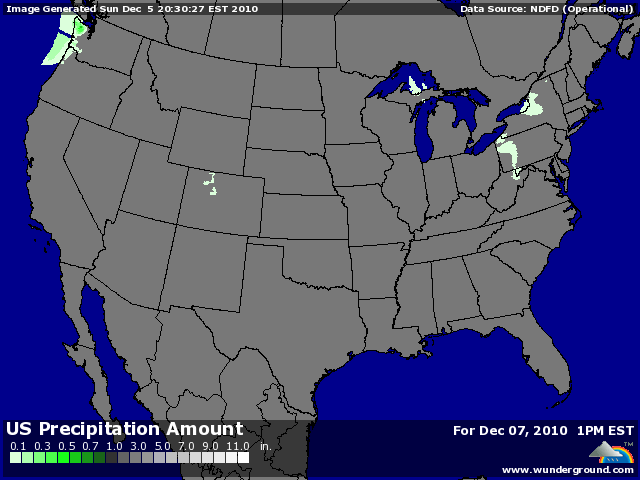 Image Generated Sun Dec 5 20:30:27 EST 2010 Data Source: NDFD (Operational)
US Precipitation Amount
For Dec 07, 2010 1PM EST
0.1 0.3 0.5 0.7 1.0 3.0 5.0 7.0 9.0 11.0 in.
www.wunderground.com